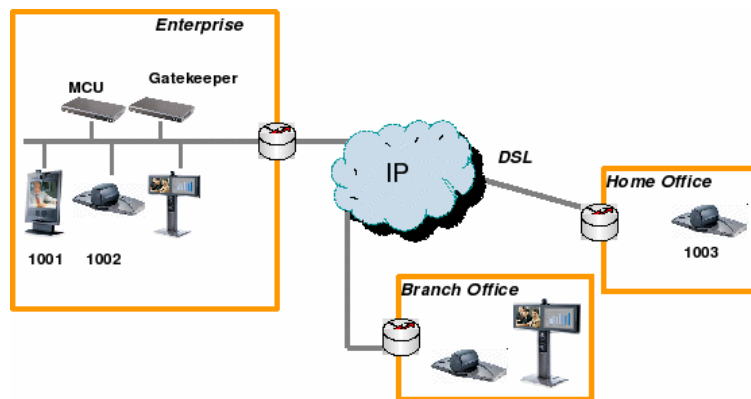 Enterprise
MCU
Gatekeeper
1001
1002
IP
DSL
Home Office
1003
Branch Office